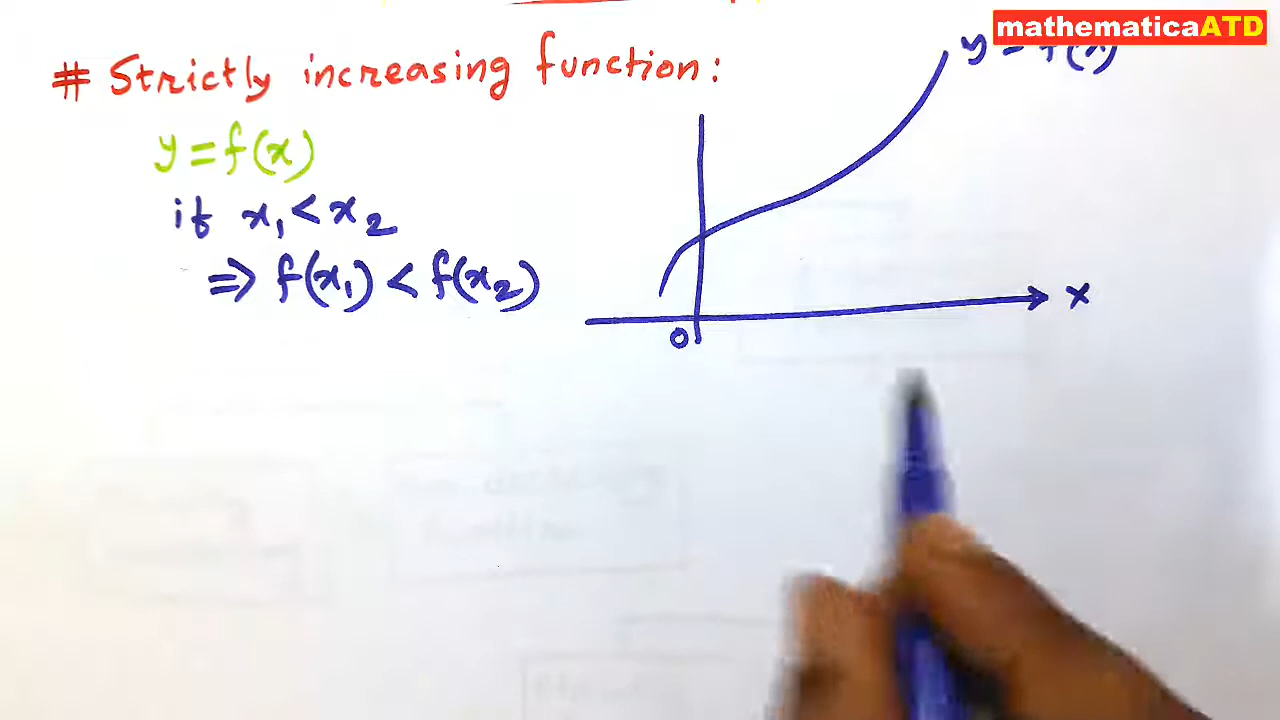 mathematicaATD
# Strictly increasing function:
y = f(x)
y = f(x)
if x₁ < x₂
⇒ f(x₁) < f(x₂)
x
0